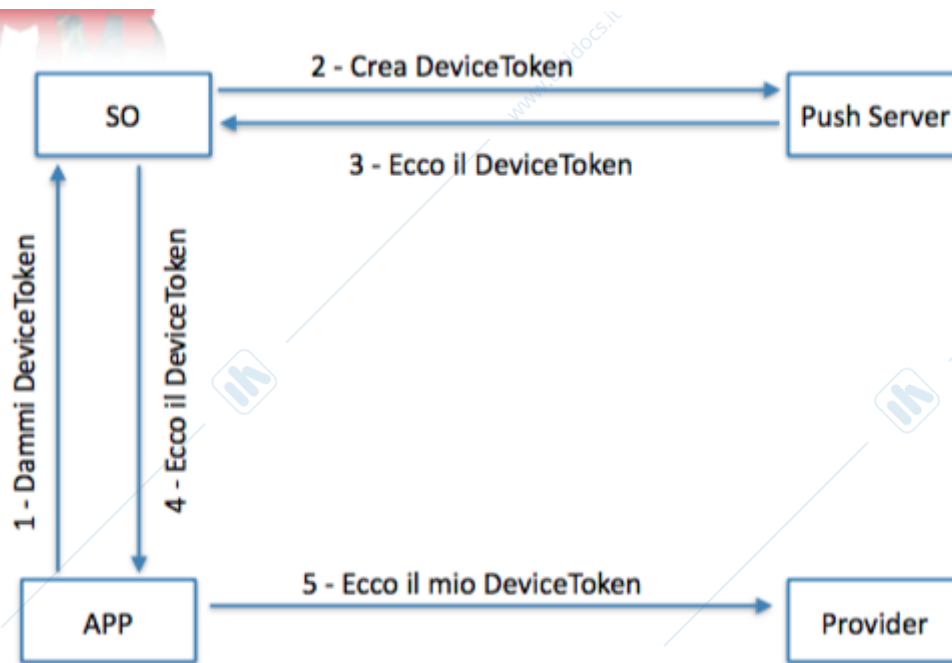 2 - Crea DeviceToken
SO
Push Server
3 - Ecco il DeviceToken
1 - Dammi DeviceToken
4 - Ecco il DeviceToken
5 - Ecco il mio DeviceToken
APP
Provider